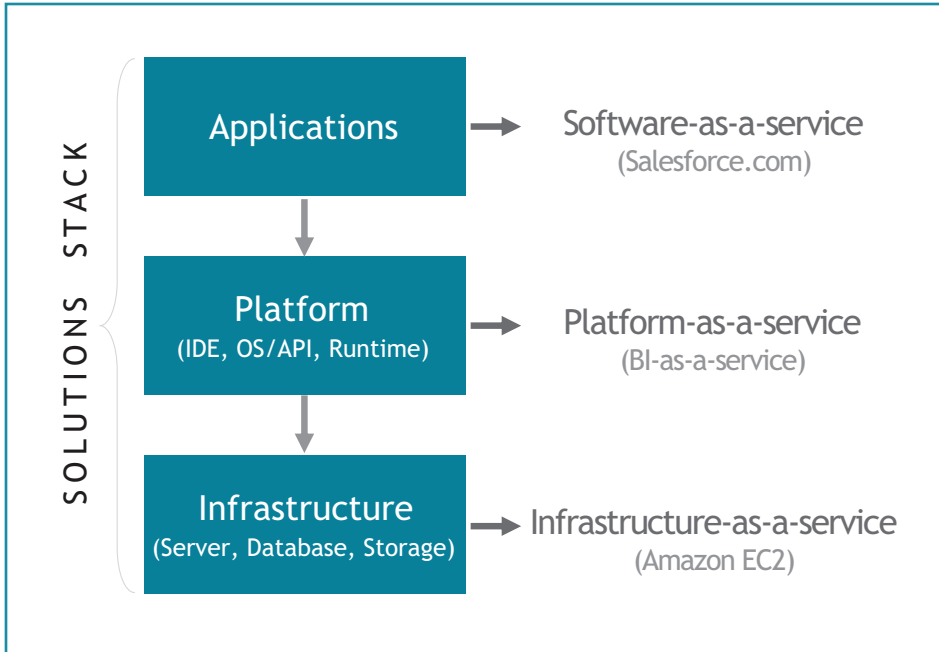 SOLUTIONS STACK
Applications
Software-as-a-service
(Salesforce.com)
Platform
(IDE, OS/API, Runtime)
Platform-as-a-service
(BI-as-a-service)
Infrastructure
(Server, Database, Storage)
Infrastructure-as-a-service
(Amazon EC2)